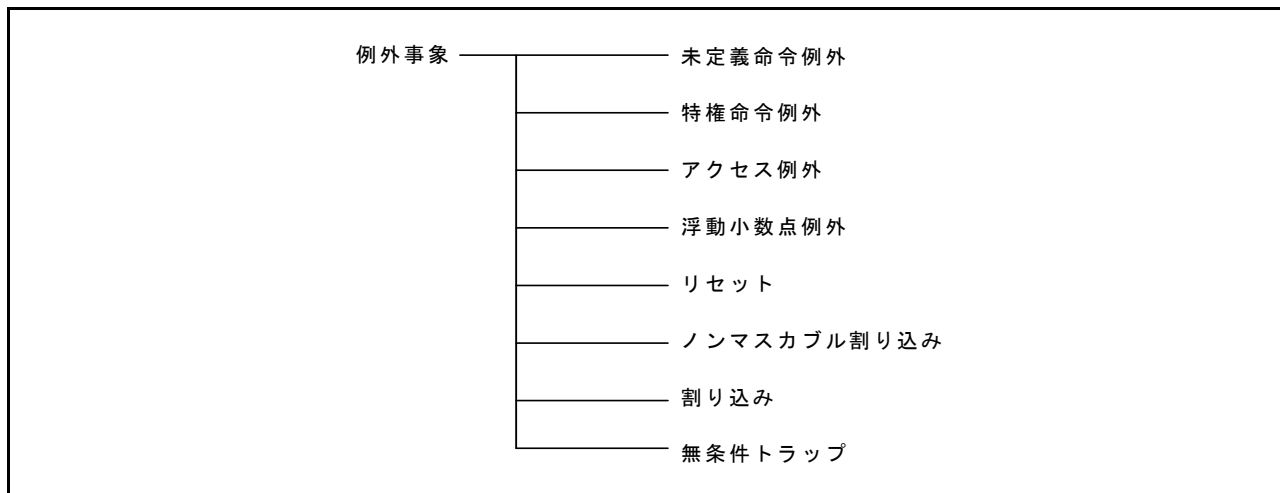 例外事象
未定義命令例外
特権命令例外
アクセス例外
浮動小数点例外
リセット
ノンマスカブル割り込み
割り込み
無条件トラップ